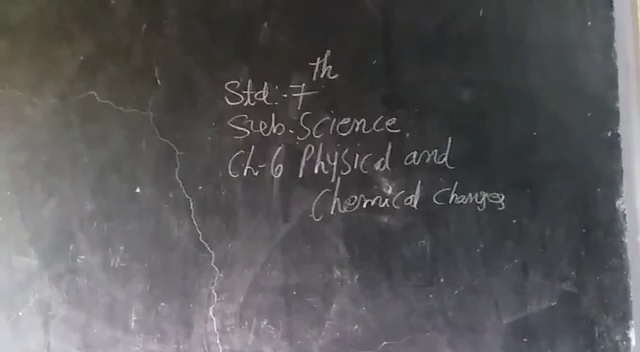 Std:- 7th
Sub. Science.
Ch-6 Physical and
Chemical Changes